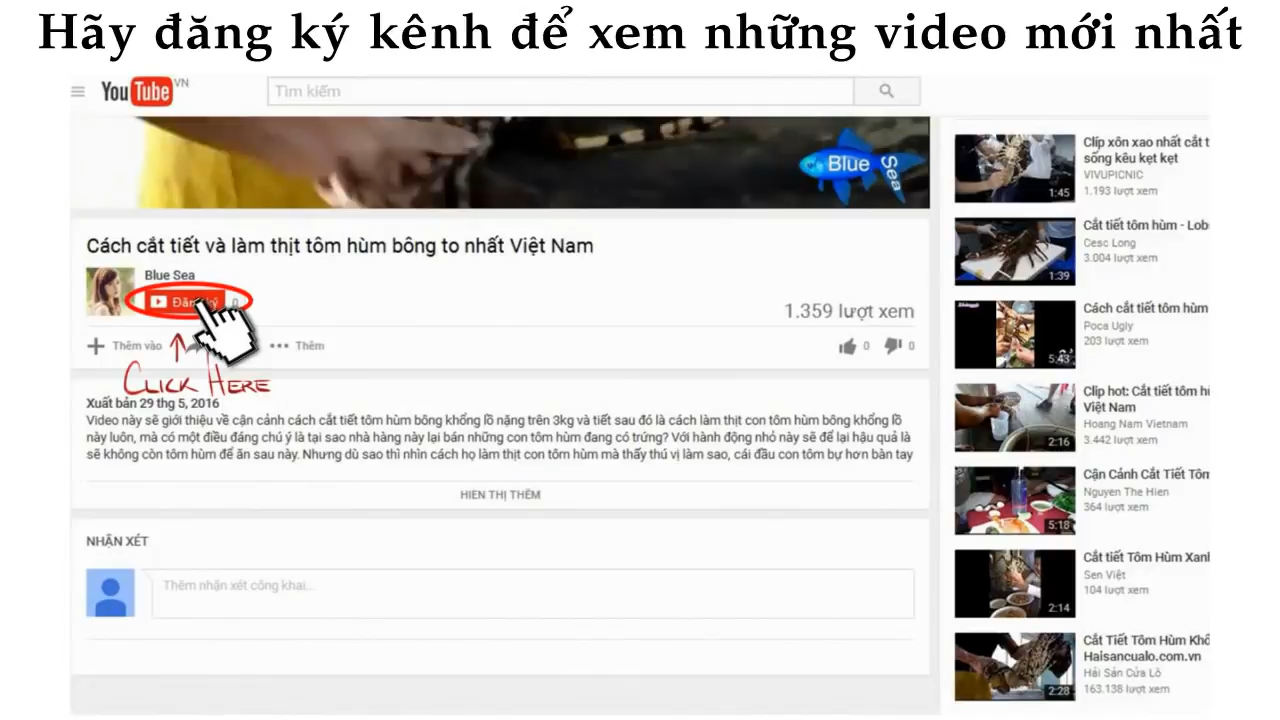 Hãy đăng ký kênh để xem những video mới nhất
YouTube VN
Tìm kiếm
Blue Sea
Cách cắt tiết và làm thịt tôm hùm bông to nhất Việt Nam
Blue Sea
Đăng ký 0
1.359 lượt xem
Thêm vào
Thêm
0 0
CLICK HERE
Xuất bản 29 thg 5, 2016
Video này sẽ giới thiệu về cận cảnh cách cắt tiết tôm hùm bông khổng lồ nặng trên 3kg và tiết sau đó là cách làm thịt con tôm hùm bông khổng lồ
này luôn, mà có một điều đáng chú ý là tại sao nhà hàng này lại bán những con tôm hùm đang có trứng? Với hành động nhỏ này sẽ để lại hậu quả là
sẽ không còn tôm hùm để ăn sau này. Nhưng dù sao thì nhìn cách họ làm thịt con tôm hùm mà thấy thú vị làm sao, cái đầu con tôm bự hơn bàn tay
HIỂN THỊ THÊM
NHẬN XÉT
Thêm nhận xét công khai...
Clíp xôn xao nhất cắt t
sống kêu kẹt kẹt
VIVUPICNIC
1.193 lượt xem
1:45
Cắt tiết tôm hùm - Lob
Cesc Long
3.004 lượt xem
1:39
Cách cắt tiết tôm hùm
Poca Ugly
203 lượt xem
5:43
Clip hot: Cắt tiết tôm hù
Việt Nam
Hoang Nam Vietnam
3.442 lượt xem
2:16
Cận Cảnh Cắt Tiết Tôm
Nguyen The Hien
364 lượt xem
5:18
Cắt tiết Tôm Hùm Xanh
Sen Việt
104 lượt xem
2:14
Cắt Tiết Tôm Hùm Khổ
Haisancualo.com.vn
Hải Sản Cửa Lò
163.138 lượt xem
2:28